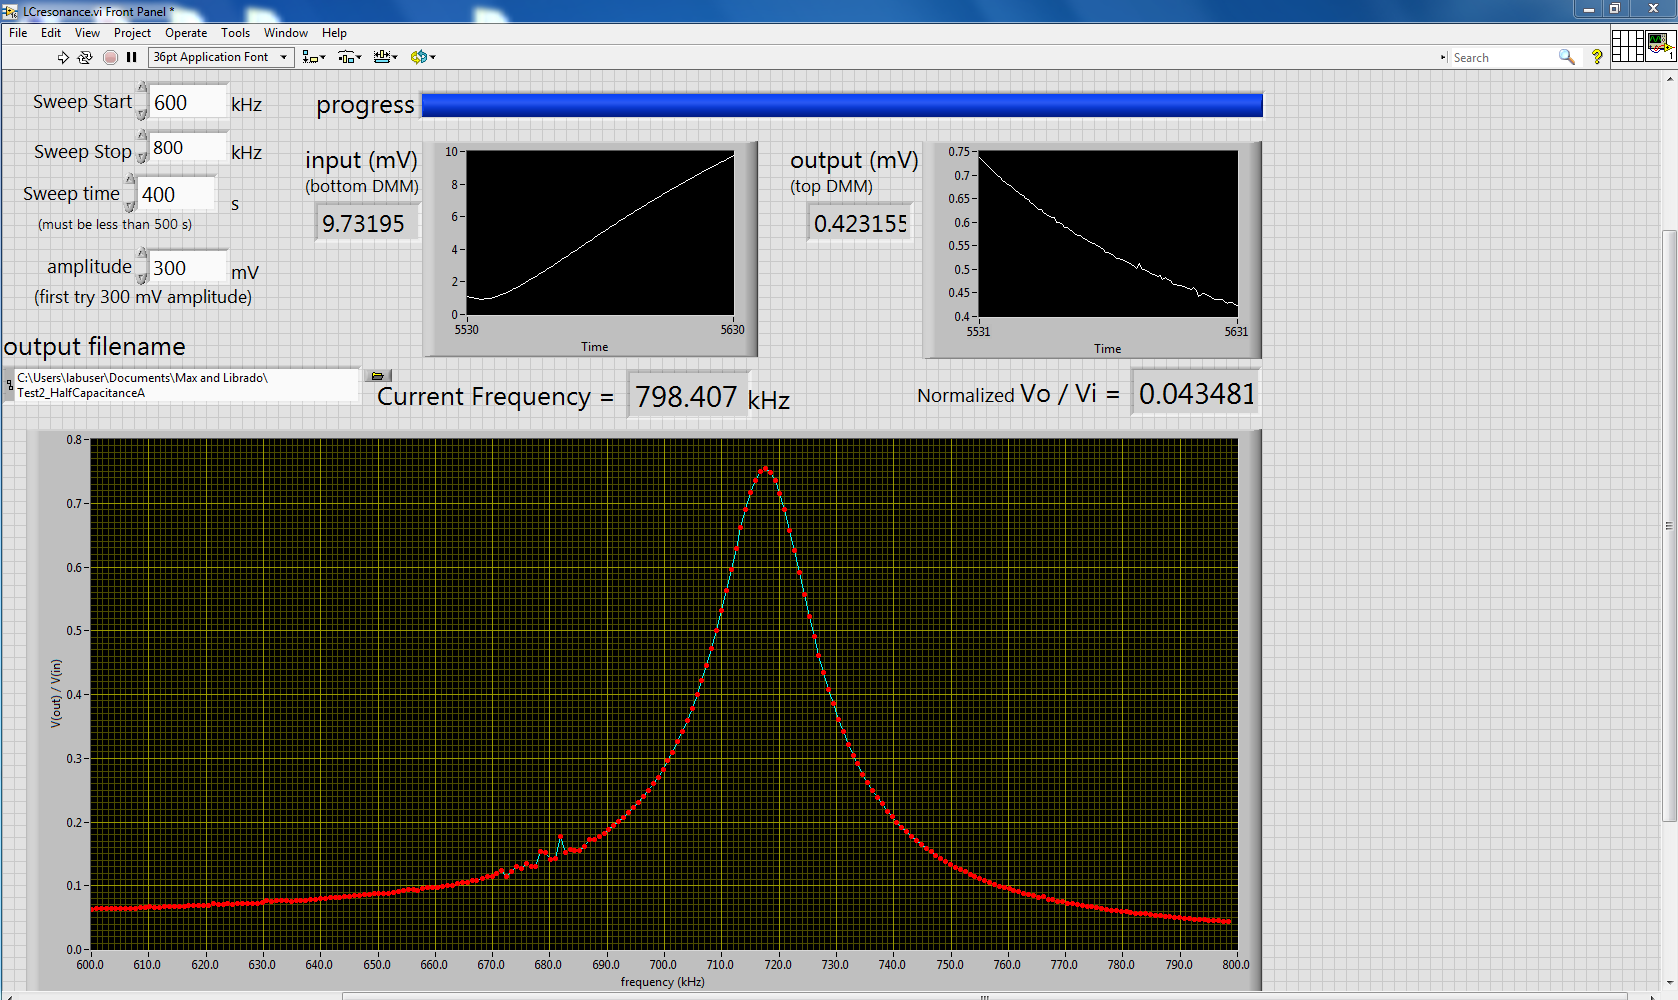 LCresonance.vi Front Panel *
File Edit View Project Operate Tools Window Help
36pt Application Font
Search
Sweep Start 600 kHz
Sweep Stop 800 kHz
Sweep time 400 s
(must be less than 500 s)
amplitude 300 mV
(first try 300 mV amplitude)
progress
input (mV)
(bottom DMM)
9.73195
10
8
6
4
2
0
5530 5630
Time
output (mV)
(top DMM)
0.423155
0.75
0.7
0.65
0.6
0.55
0.5
0.45
0.4
5531 5631
Time
output filename
C:\Users\labuser\Documents\Max and Librado\
Test2_HalfCapacitanceA
Current Frequency = 798.407 kHz
Normalized Vo / Vi = 0.043481
V(out) / V(in)
0.8
0.7
0.6
0.5
0.4
0.3
0.2
0.1
0.0
600.0 610.0 620.0 630.0 640.0 650.0 660.0 670.0 680.0 690.0 700.0 710.0 720.0 730.0 740.0 750.0 760.0 770.0 780.0 790.0 800.0
frequency (kHz)